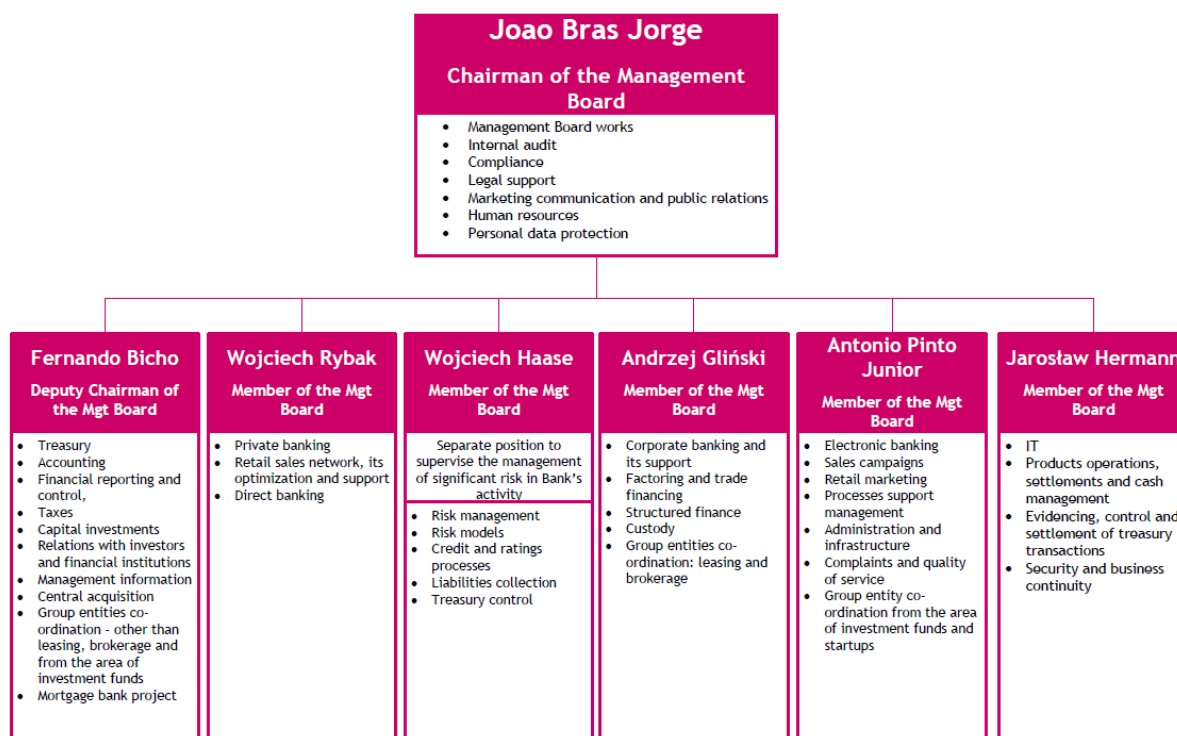 Joao Bras Jorge
Chairman of the Management
Board
• Management Board works
• Internal audit
• Compliance
• Legal support
• Marketing communication and public relations
• Human resources
• Personal data protection
Fernando Bicho
Deputy Chairman of
the Mgt Board
• Treasury
• Accounting
• Financial reporting and
control,
• Taxes
• Capital investments
• Relations with investors
and financial institutions
• Management information
• Central acquisition
• Group entities co-
ordination - other than
leasing, brokerage and
from the area of
investment funds
• Mortgage bank project
Wojciech Rybak
Member of the Mgt
Board
• Private banking
• Retail sales network, its
optimization and support
• Direct banking
Wojciech Haase
Member of the Mgt
Board
Separate position to
supervise the management
of significant risk in Bank's
activity
• Risk management
• Risk models
• Credit and ratings
processes
• Liabilities collection
• Treasury control
Andrzej Gliński
Member of the Mgt
Board
• Corporate banking and
its support
• Factoring and trade
financing
• Structured finance
• Custody
• Group entities co-
ordination: leasing and
brokerage
Antonio Pinto
Junior
Member of the Mgt
Board
• Electronic banking
• Sales campaigns
• Retail marketing
• Processes support
management
• Administration and
infrastructure
• Complaints and quality
of service
• Group entity co-
ordination from the area
of investment funds and
startups
Jarosław Hermann
Member of the Mgt
Board
• IT
• Products operations,
settlements and cash
management
• Evidencing, control and
settlement of treasury
transactions
• Security and business
continuity